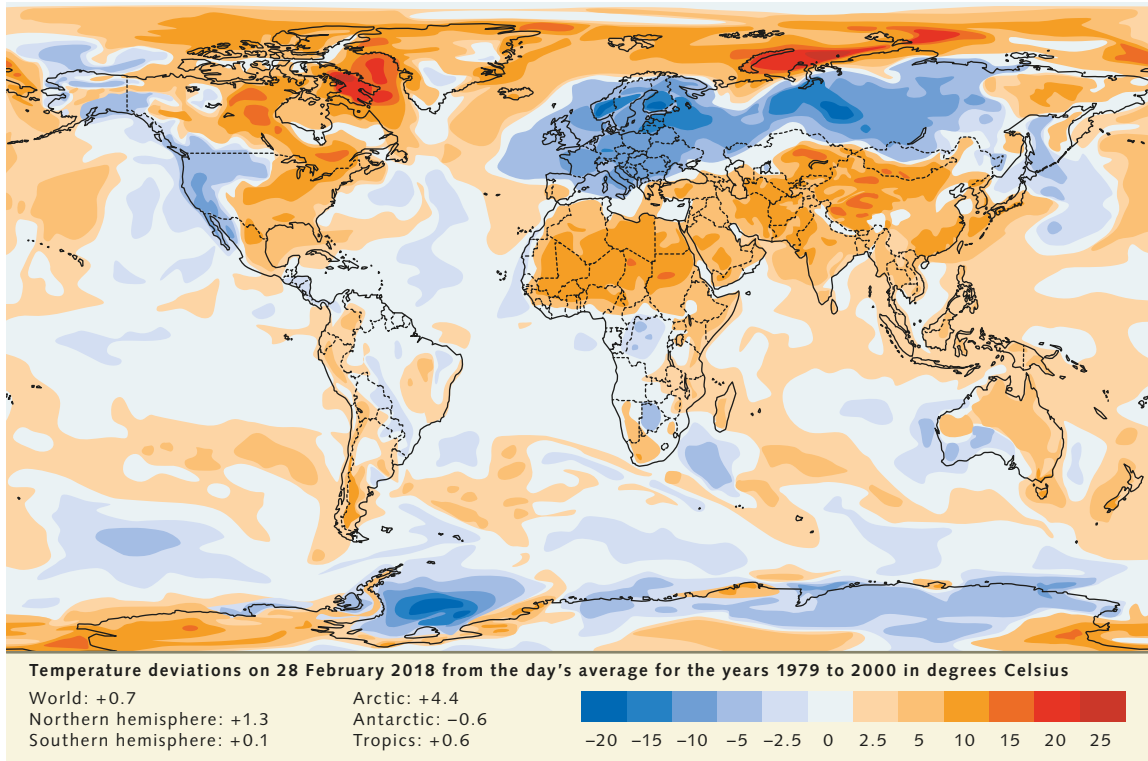 Temperature deviations on 28 February 2018 from the day's average for the years 1979 to 2000 in degrees Celsius
World: +0.7
Northern hemisphere: +1.3
Southern hemisphere: +0.1
Arctic: +4.4
Antarctic: –0.6
Tropics: +0.6
–20 –15 –10 –5 –2.5 0 2.5 5 10 15 20 25